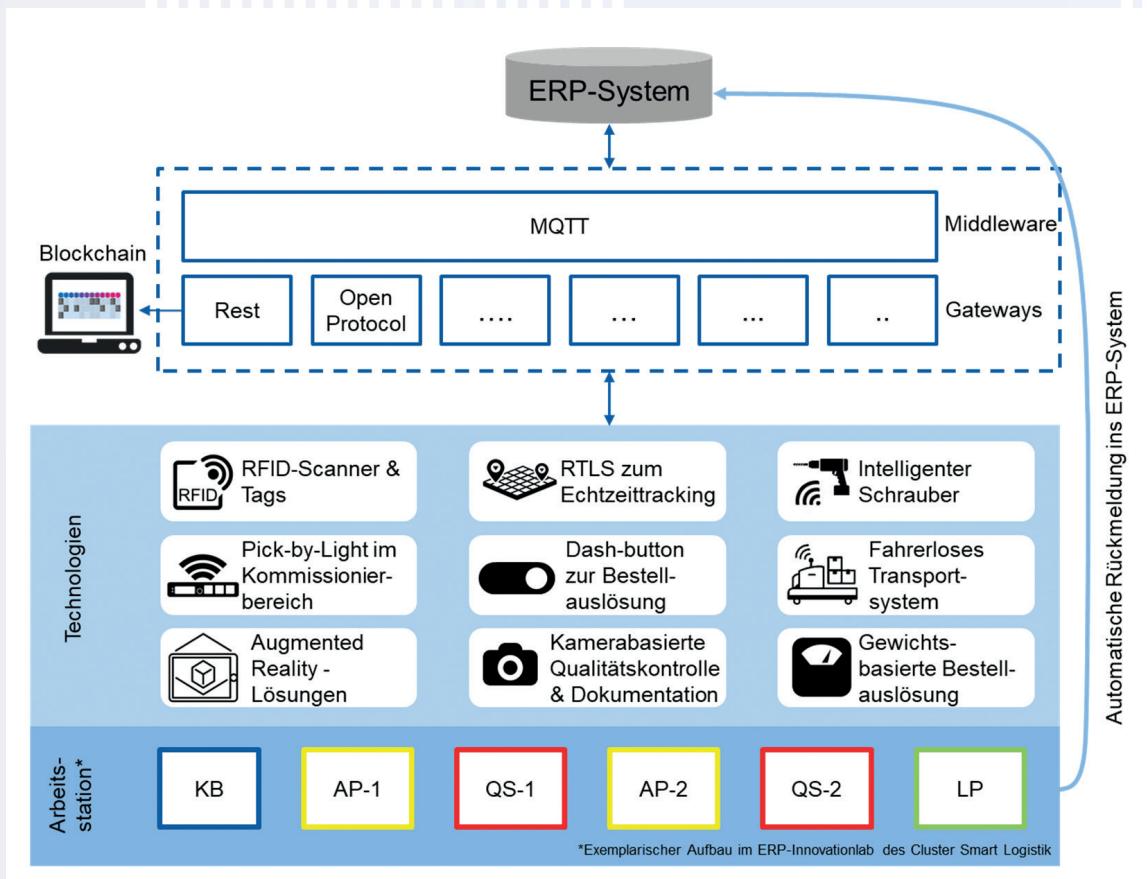 ERP-System
MQTT
Middleware
Blockchain
Rest
Open
Protocol
....
...
...
..
Gateways
Automatische Rückmeldung ins ERP-System
Technologien
RFID
RFID-Scanner &
Tags
RTLS zum
Echtzeittracking
Intelligenter
Schrauber
Pick-by-Light im
Kommissionier-
bereich
Dash-button
zur Bestell-
auslösung
Fahrerloses
Transport-
system
Augmented
Reality -
Lösungen
Kamerabasierte
Qualitätskontrolle
& Dokumentation
Gewichts-
basierte Bestell-
auslösung
Arbeits-
station*
KB
AP-1
QS-1
AP-2
QS-2
LP
*Exemplarischer Aufbau im ERP-Innovationlab des Cluster Smart Logistik